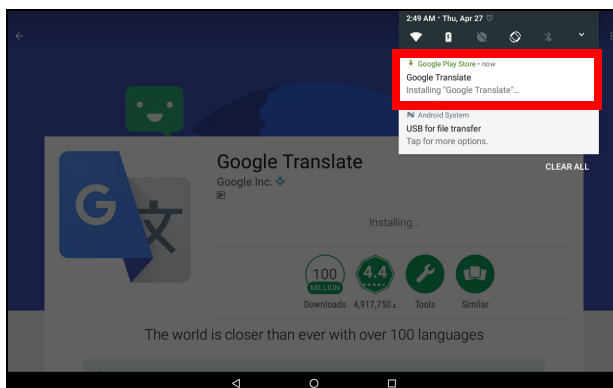 2:49 AM • Thu, Apr 27
Google Play Store • now
Google Translate
Installing "Google Translate"...
Android System
USB for file transfer
Tap for more options.
CLEAR ALL
Google Translate
Google Inc.
G 文
Installing...
100
MILLION
4.4
Downloads 4,917,750 Tools Similar
The world is closer than ever with over 100 languages